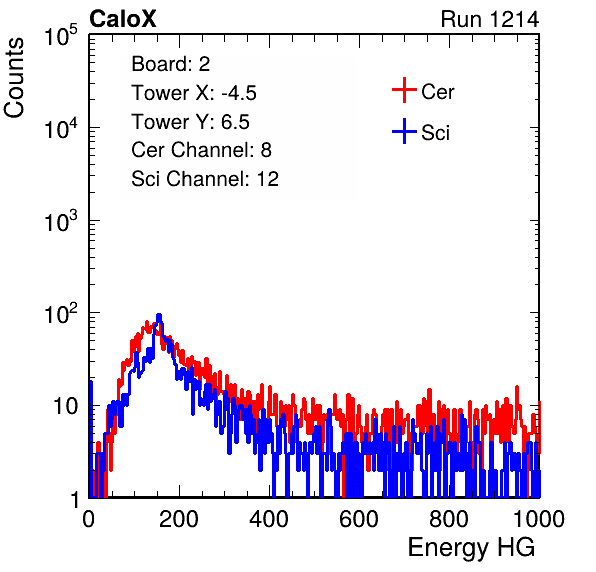 CaloX Run 1214
Counts
Board: 2
Tower X: -4.5
Tower Y: 6.5
Cer Channel: 8
Sci Channel: 12
Cer
Sci
10^5
10^4
10^3
10^2
10
1
0 200 400 600 800 1000
Energy HG